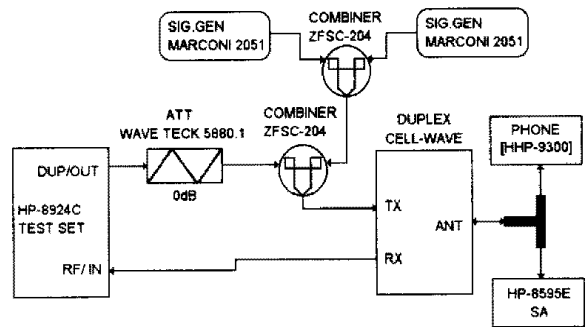 SIG.GEN
MARCONI 2051
COMBINER
ZFSC-204
SIG.GEN
MARCONI 2051
ATT
WAVE TECK 5880.1
0dB
COMBINER
ZFSC-204
DUPLEX
CELL-WAVE
TX
ANT
RX
PHONE
[HHP-9300]
DUP/OUT
HP-8924C
TEST SET
RF/ IN
HP-8595E
SA